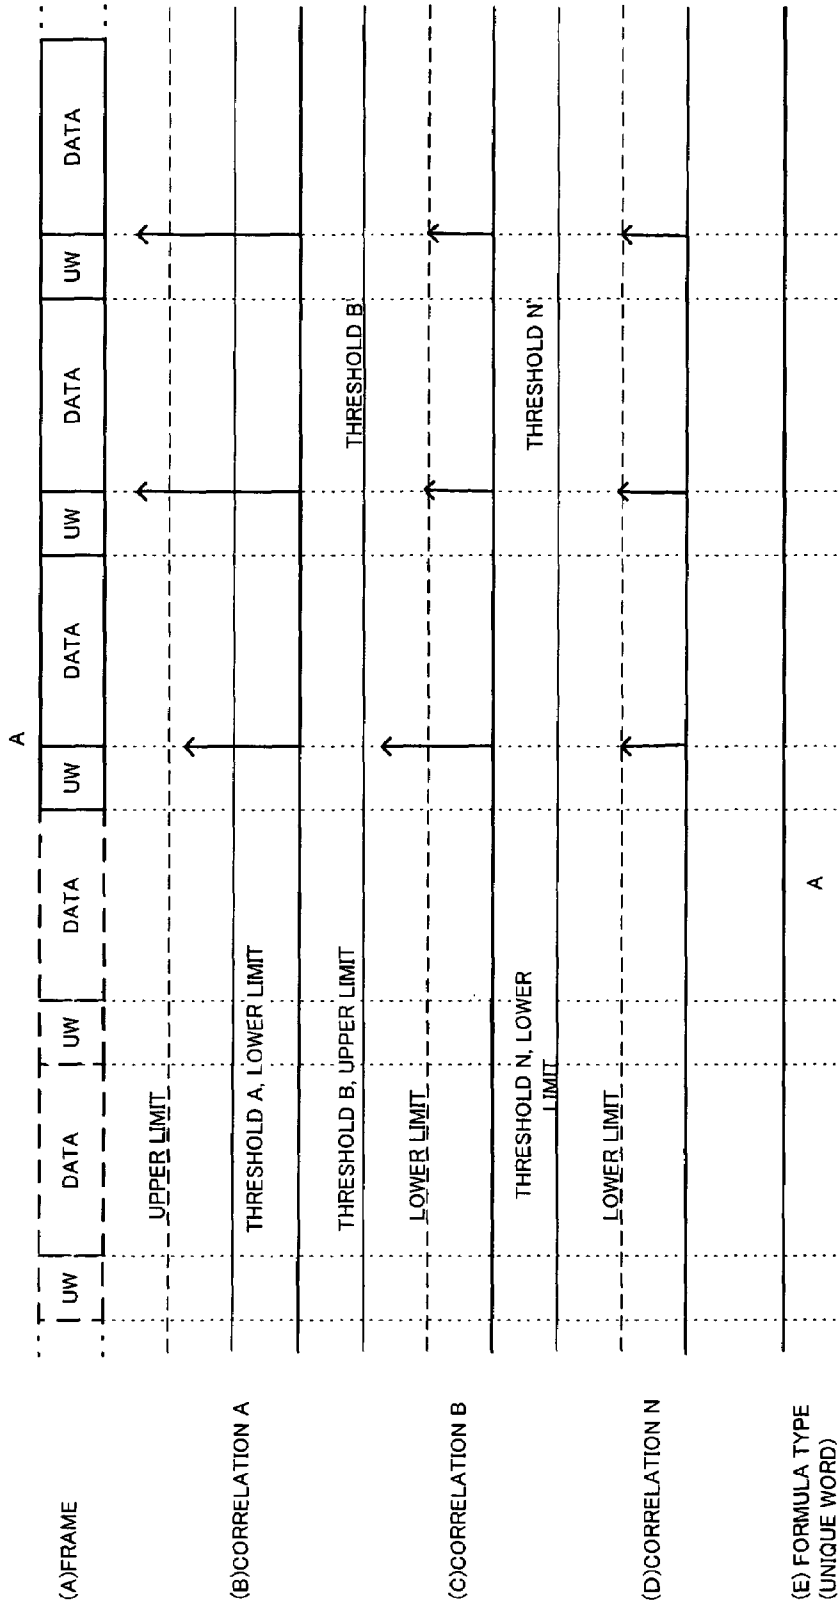 A
(A)FRAME UW DATA UW DATA UW DATA UW DATA UW DATA
UPPER LIMIT
(B)CORRELATION A THRESHOLD A, LOWER LIMIT
THRESHOLD B, UPPER LIMIT THRESHOLD B'
LOWER LIMIT
(C)CORRELATION B
THRESHOLD N, LOWER THRESHOLD N'
LIMIT
LOWER LIMIT
(D)CORRELATION N
(E) FORMULA TYPE A
(UNIQUE WORD)